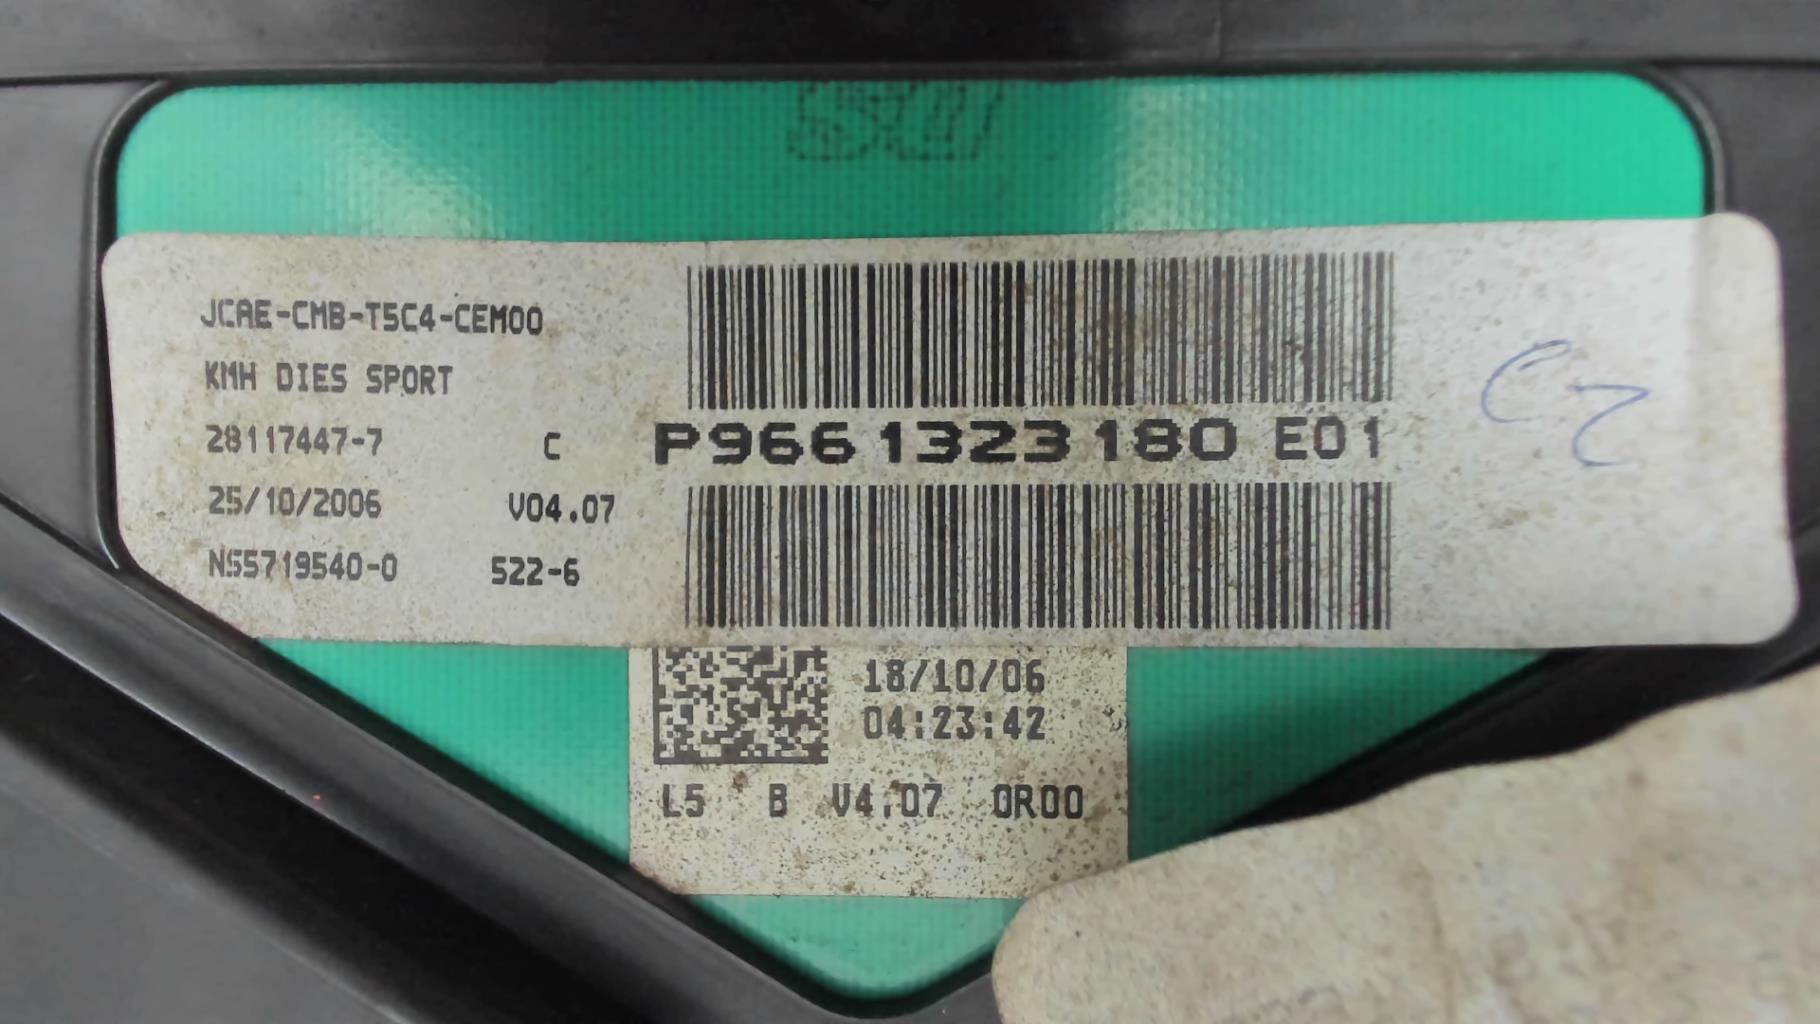 JCAE-CMB-T5C4-CEM00
KMH DIES SPORT
28117447-7 C
P9661323180 E01
25/10/2006 V04.07
N55719540-0 522-6
18/10/06
04:23:42
L5 B V4.07 0R00